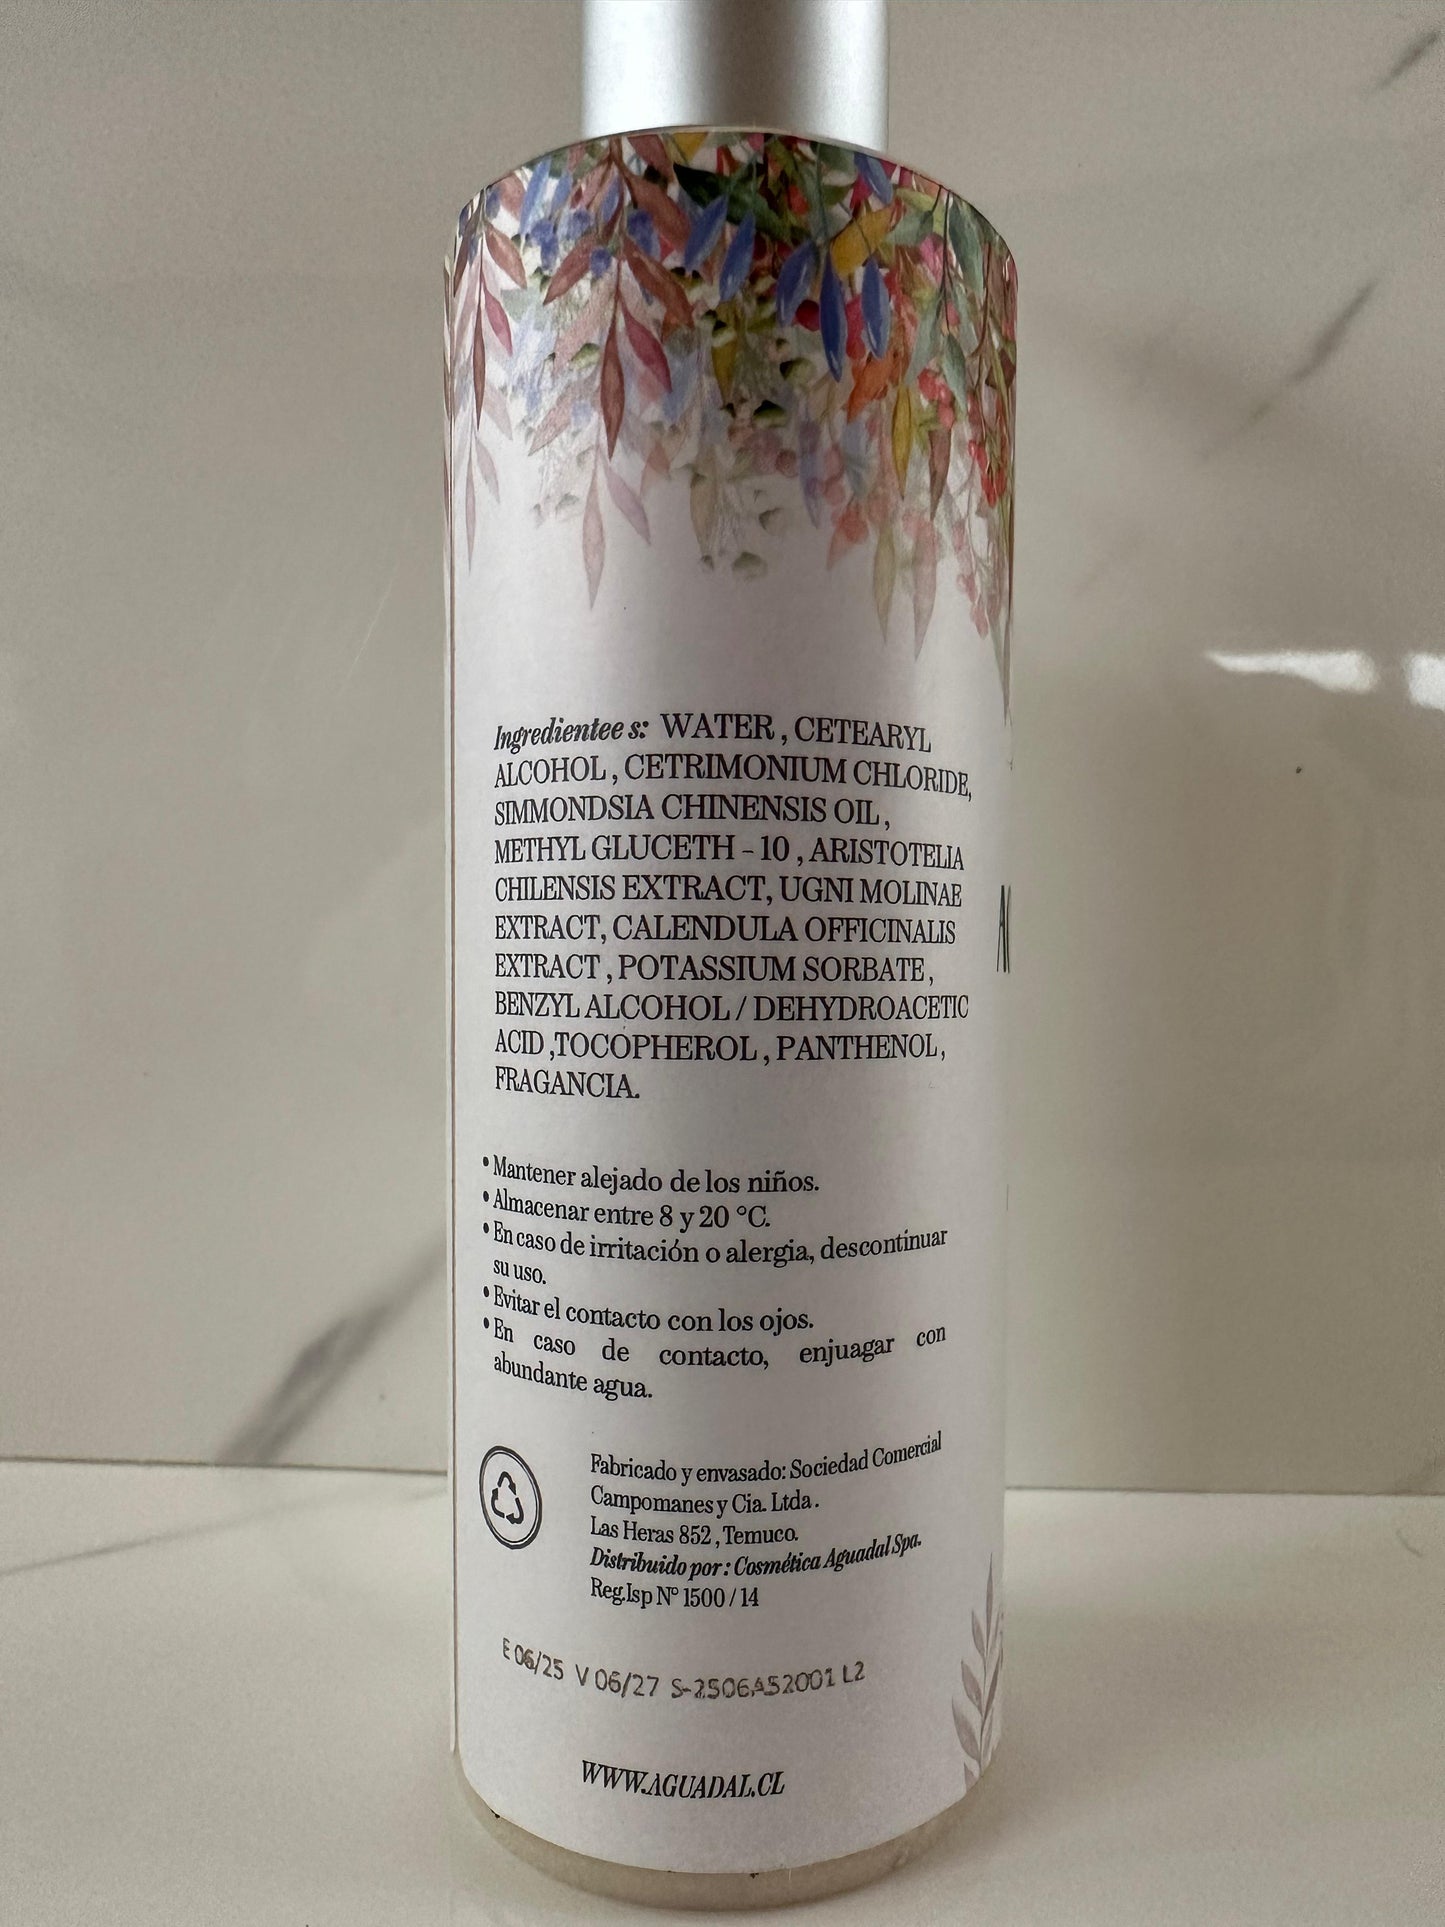 Ingredientee s: WATER , CETEARYL
ALCOHOL , CETRIMONIUM CHLORIDE,
SIMMONDSIA CHINENSIS OIL ,
METHYL GLUCETH - 10 , ARISTOTELIA
CHILENSIS EXTRACT, UGNI MOLINAE
EXTRACT, CALENDULA OFFICINALIS
EXTRACT , POTASSIUM SORBATE ,
BENZYL ALCOHOL / DEHYDROACETIC
ACID ,TOCOPHEROL , PANTHENOL ,
FRAGANCIA.
• Mantener alejado de los niños.
• Almacenar entre 8 y 20 °C.
• En caso de irritación o alergia, descontinuar
su uso.
• Evitar el contacto con los ojos.
• En caso de contacto, enjuagar con
abundante agua.
Fabricado y envasado: Sociedad Comercial
Campomanes y Cia. Ltda .
Las Heras 852 , Temuco.
Distribuido por : Cosmética Aguadal Spa.
Reg.Isp N° 1500 / 14
E 06/25 V 06/27 S-2506A52001 L2
WWW.AGUADAL.CL